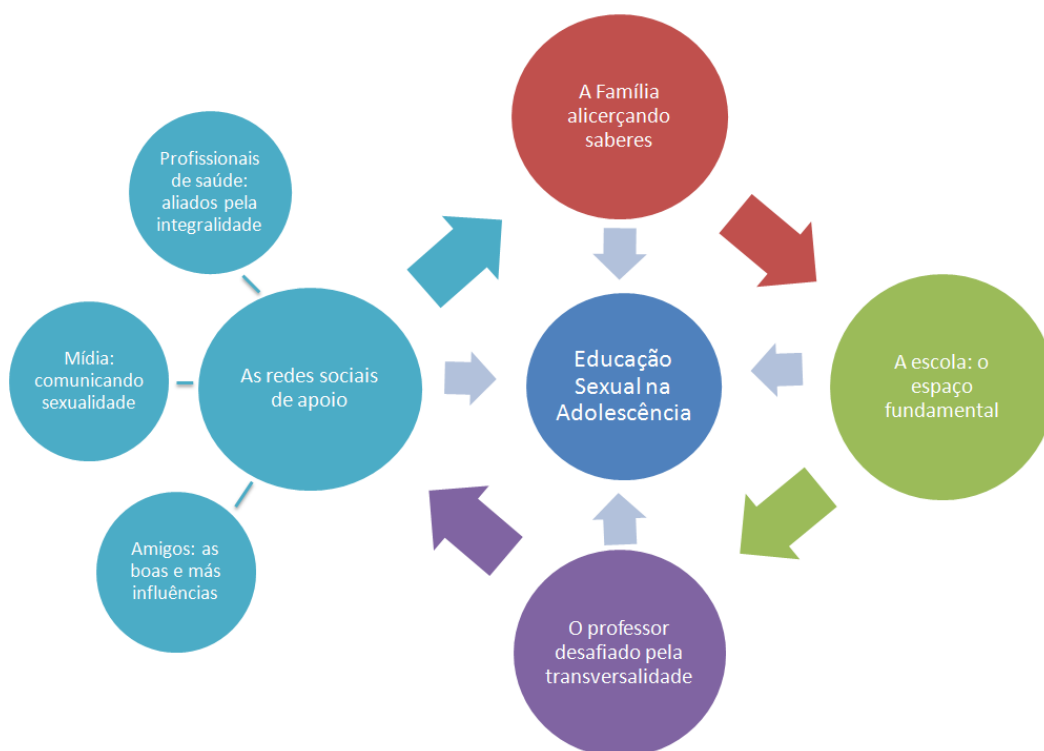 A Família
alicerçando
saberes
Profissionais
de saúde:
aliados pela
integralidade
Mídia:
comunicando
sexualidade
As redes sociais
de apoio
Educação
Sexual na
Adolescência
A escola: o
espaço
fundamental
Amigos: as
boas e más
influências
O professor
desafiado pela
transversalidade